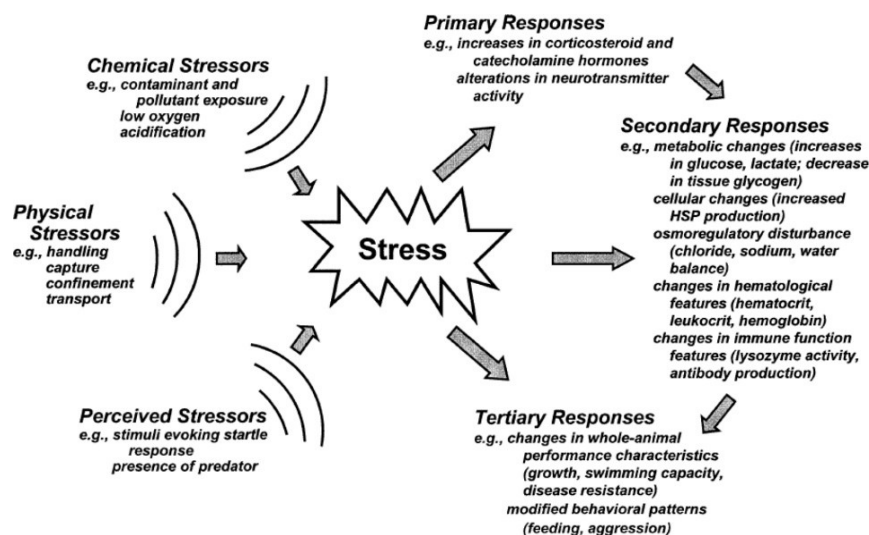 Chemical Stressors
e.g., contaminant and
pollutant exposure
low oxygen
acidification
Physical
Stressors
e.g., handling
capture
confinement
transport
Perceived Stressors
e.g., stimuli evoking startle
response
presence of predator
Stress
Primary Responses
e.g., increases in corticosteroid and
catecholamine hormones
alterations in neurotransmitter
activity
Secondary Responses
e.g., metabolic changes (increases
in glucose, lactate; decrease
in tissue glycogen)
cellular changes (increased
HSP production)
osmoregulatory disturbance
(chloride, sodium, water
balance)
changes in hematological
features (hematocrit,
leukocrit, hemoglobin)
changes in immune function
features (lysozyme activity,
antibody production)
Tertiary Responses
e.g., changes in whole-animal
performance characteristics
(growth, swimming capacity,
disease resistance)
modified behavioral patterns
(feeding, aggression)